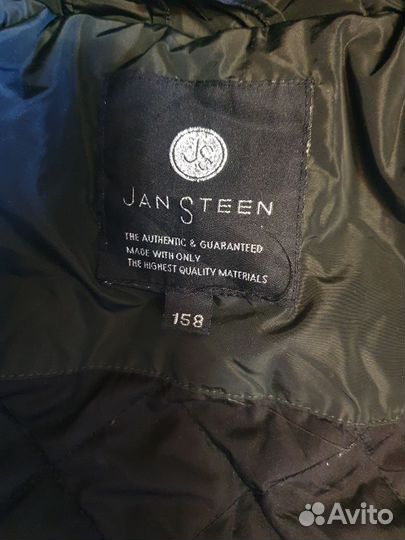 JS
JAN STEEN
THE AUTHENTIC & GUARANTEED
MADE WITH ONLY
THE HIGHEST QUALITY MATERIALS
158
Avito